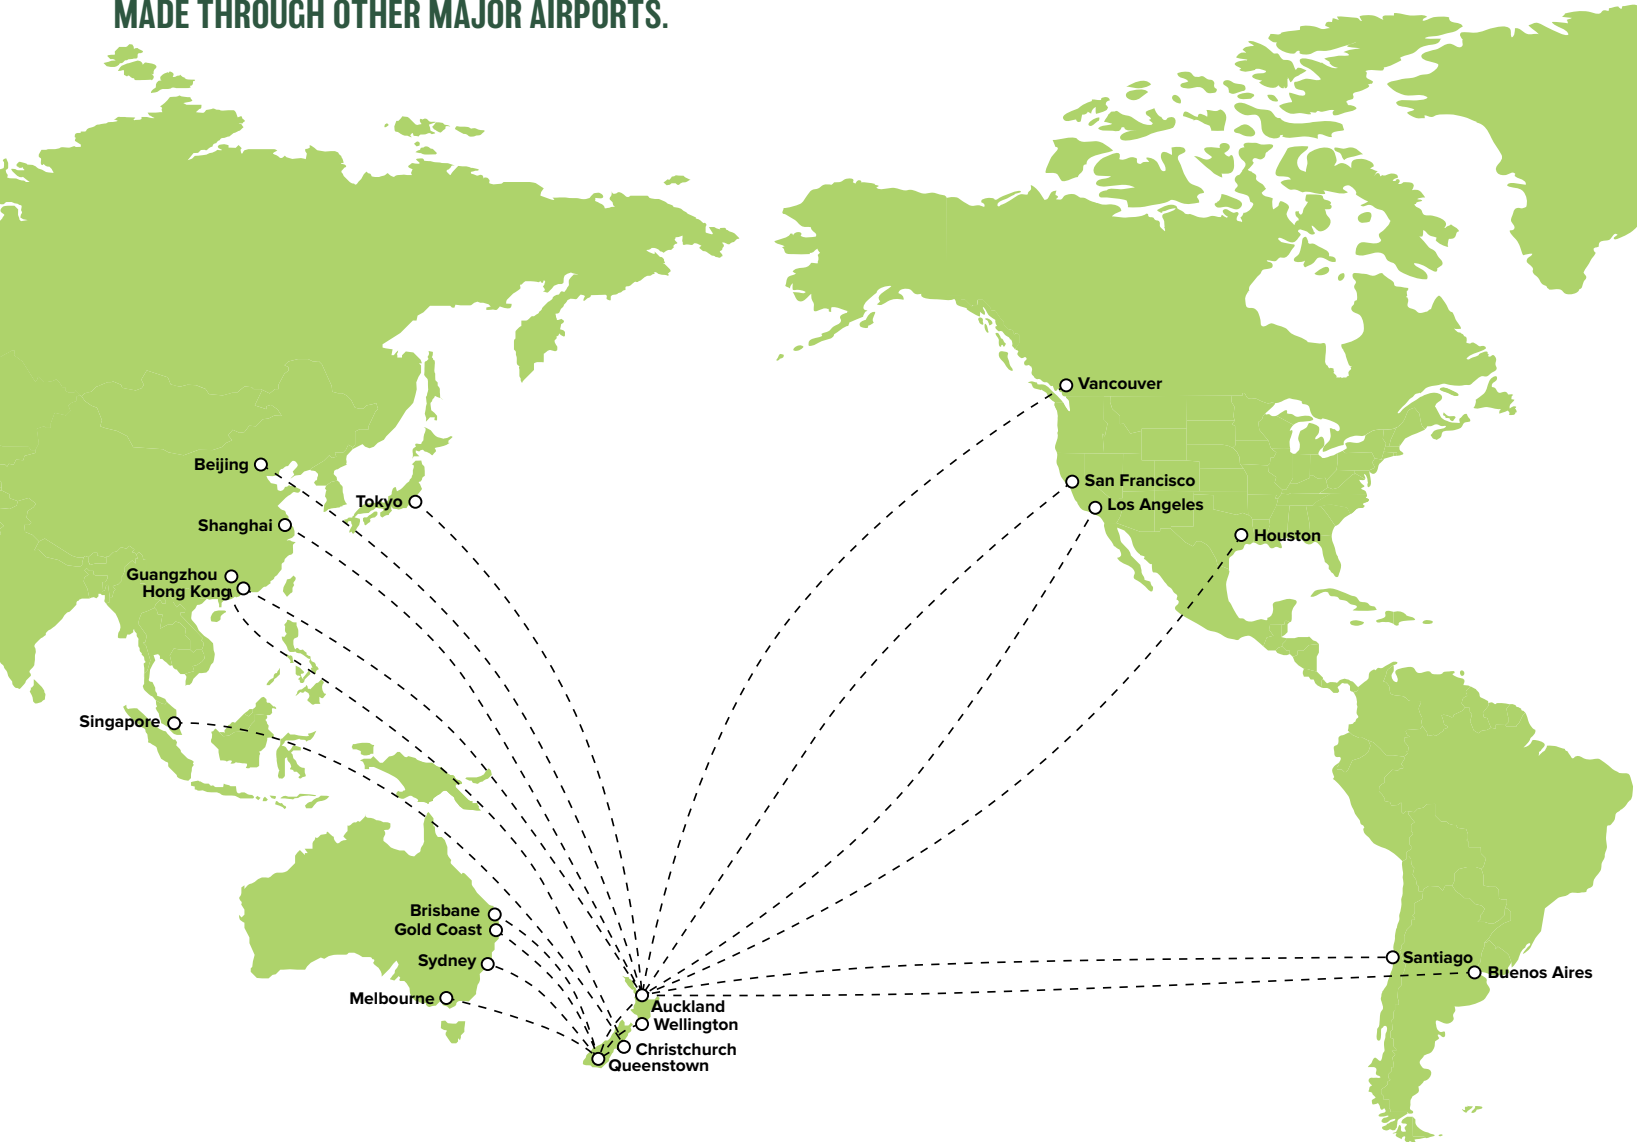 MADE THROUGH OTHER MAJOR AIRPORTS.
Vancouver
Beijing
San Francisco
Tokyo
Los Angeles
Shanghai
Houston
Guangzhou
Hong Kong
Singapore
Brisbane
Gold Coast
Sydney
Santiago
Buenos Aires
Melbourne
Auckland
Wellington
Christchurch
Queenstown